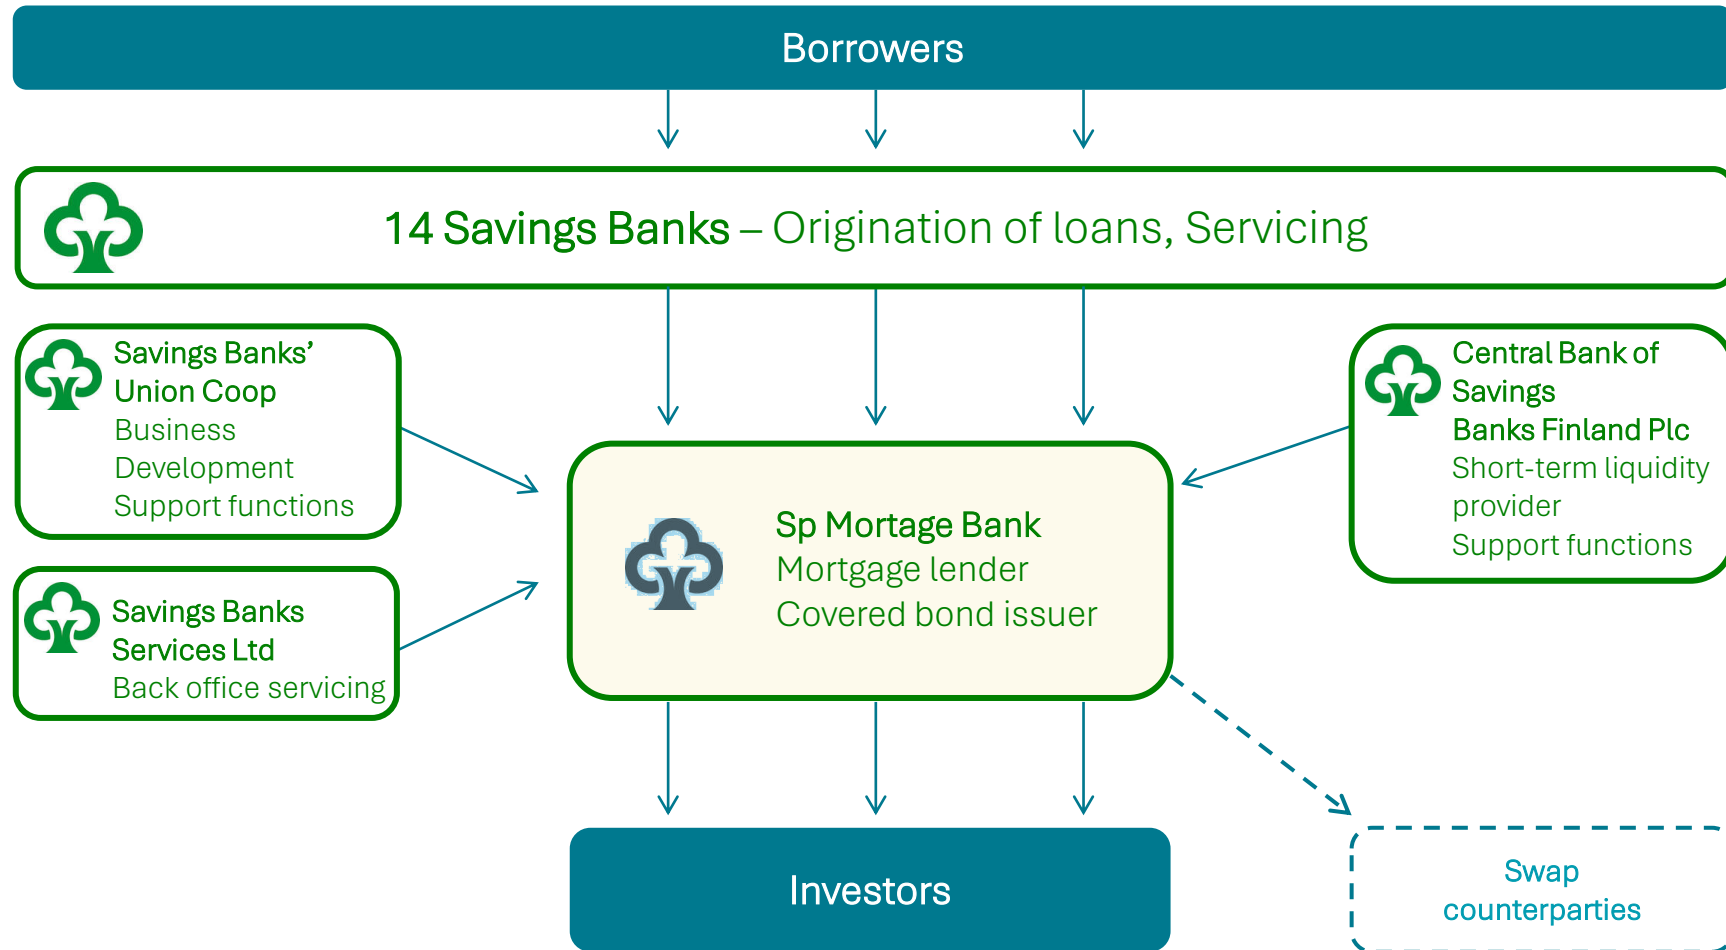 Borrowers
14 Savings Banks – Origination of loans, Servicing
Savings Banks’
Union Coop
Business
Development
Support functions
Central Bank of
Savings
Banks Finland Plc
Short-term liquidity
provider
Support functions
Sp Mortage Bank
Mortgage lender
Covered bond issuer
Savings Banks
Services Ltd
Back office servicing
Investors
Swap
counterparties